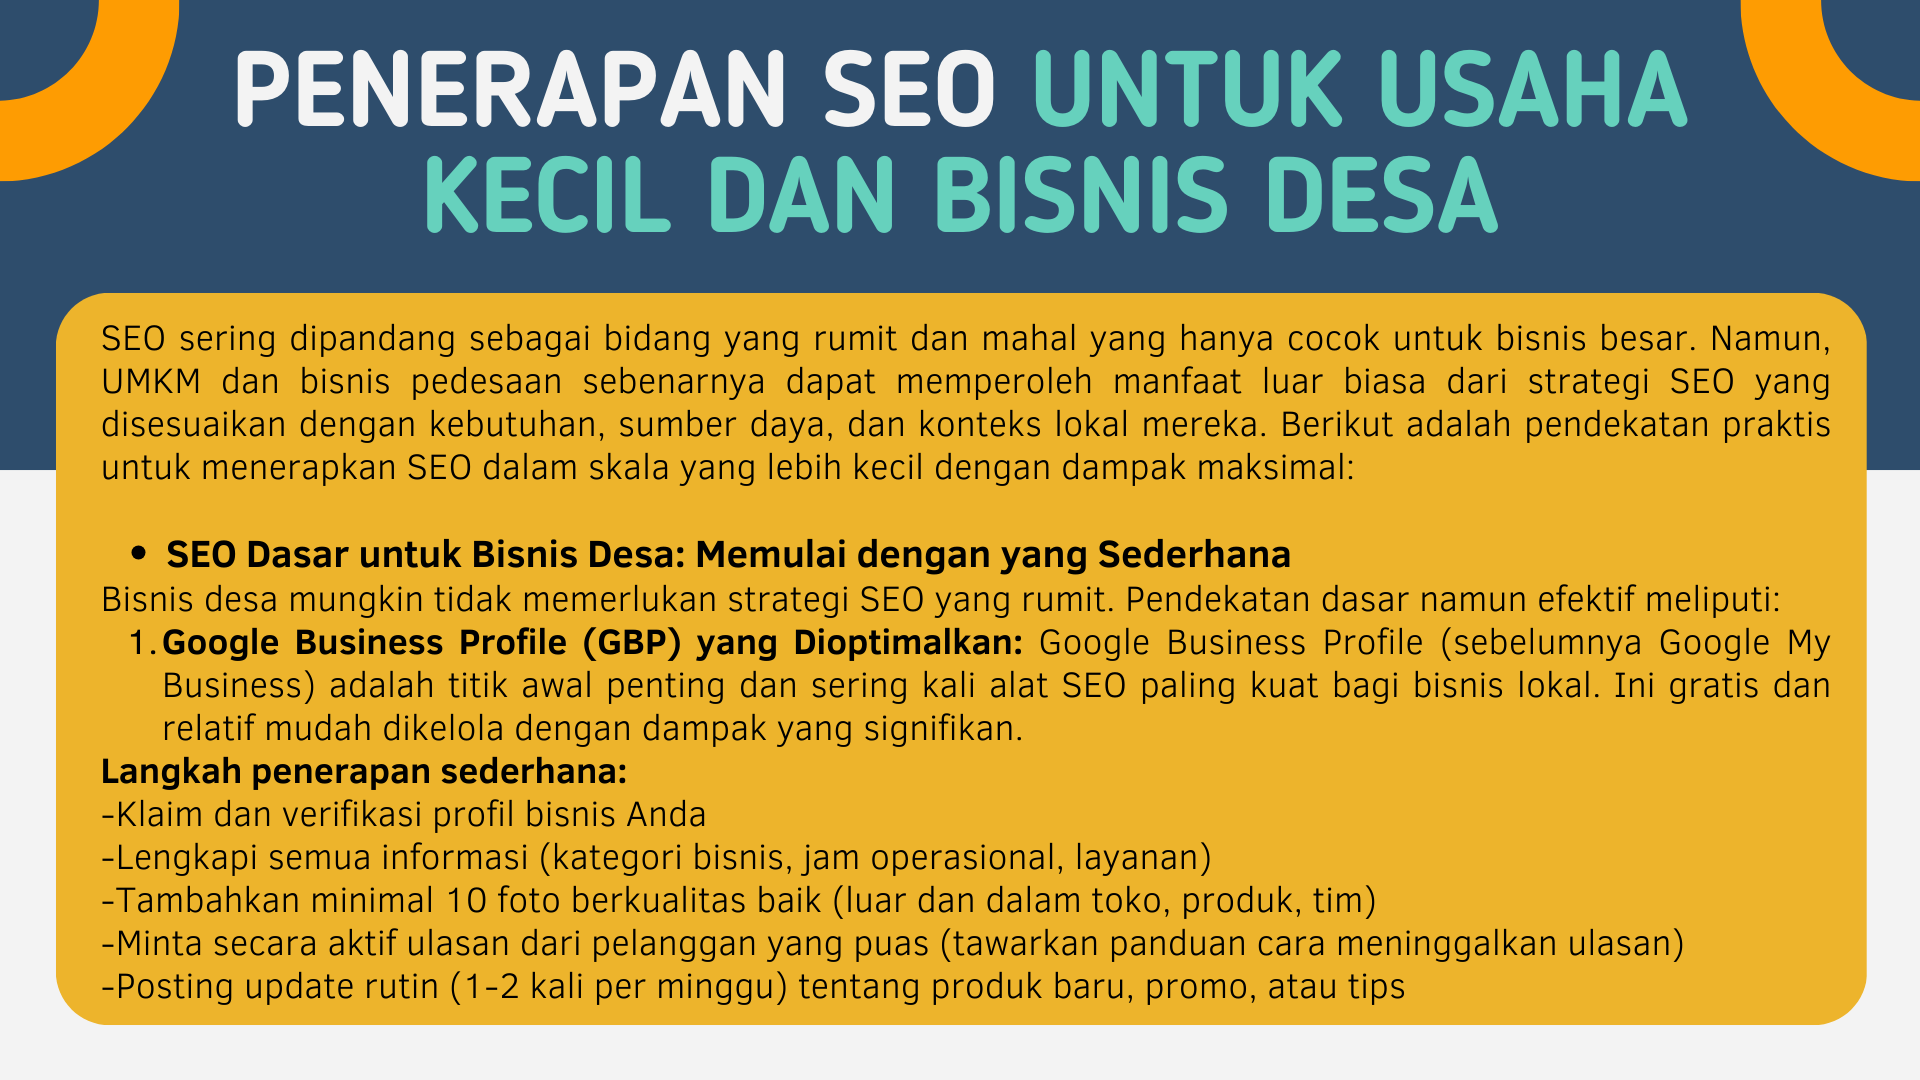 PENERAPAN SEO UNTUK USAHA
KECIL DAN BISNIS DESA
SEO sering dipandang sebagai bidang yang rumit dan mahal yang hanya cocok untuk bisnis besar. Namun,
UMKM dan bisnis pedesaan sebenarnya dapat memperoleh manfaat luar biasa dari strategi SEO yang
disesuaikan dengan kebutuhan, sumber daya, dan konteks lokal mereka. Berikut adalah pendekatan praktis
untuk menerapkan SEO dalam skala yang lebih kecil dengan dampak maksimal:
• SEO Dasar untuk Bisnis Desa: Memulai dengan yang Sederhana
Bisnis desa mungkin tidak memerlukan strategi SEO yang rumit. Pendekatan dasar namun efektif meliputi:
1. Google Business Profile (GBP) yang Dioptimalkan: Google Business Profile (sebelumnya Google My
Business) adalah titik awal penting dan sering kali alat SEO paling kuat bagi bisnis lokal. Ini gratis dan
relatif mudah dikelola dengan dampak yang signifikan.
Langkah penerapan sederhana:
-Klaim dan verifikasi profil bisnis Anda
-Lengkapi semua informasi (kategori bisnis, jam operasional, layanan)
-Tambahkan minimal 10 foto berkualitas baik (luar dan dalam toko, produk, tim)
-Minta secara aktif ulasan dari pelanggan yang puas (tawarkan panduan cara meninggalkan ulasan)
-Posting update rutin (1-2 kali per minggu) tentang produk baru, promo, atau tips